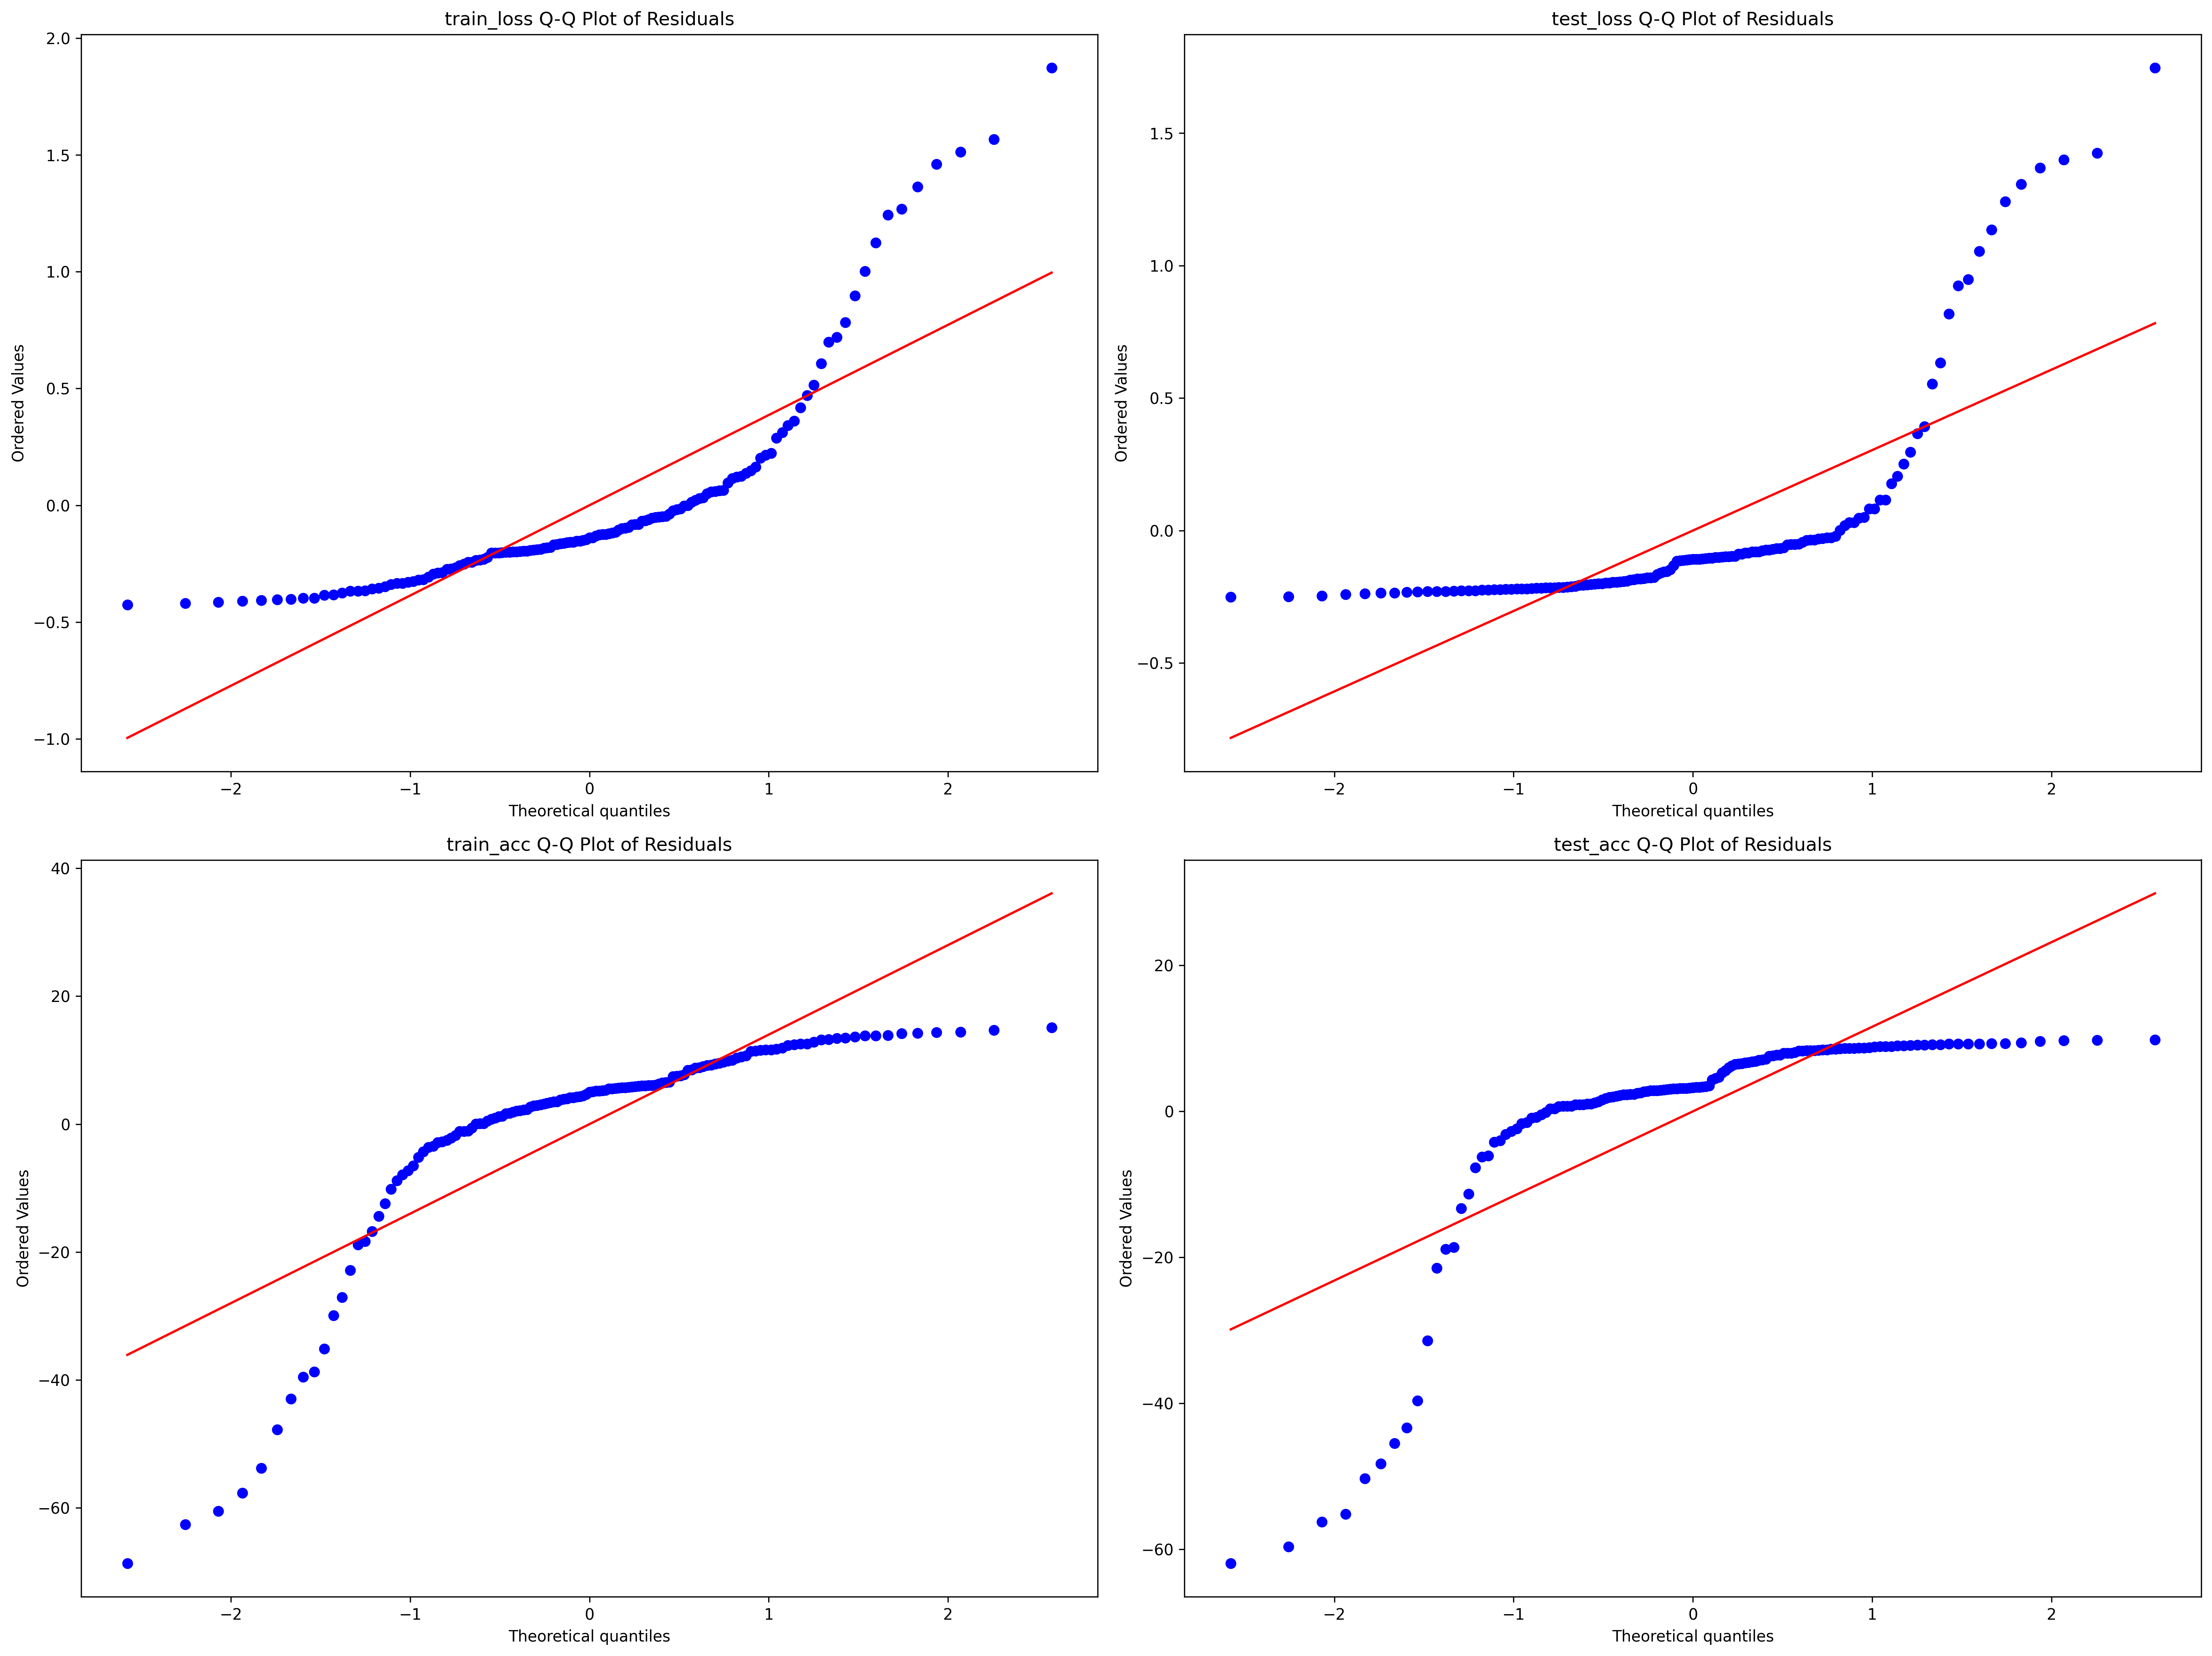 train_loss Q-Q Plot of Residuals
2.0
1.5
1.0
0.5
0.0
−0.5
−1.0
Ordered Values
−2 −1 0 1 2
Theoretical quantiles
test_loss Q-Q Plot of Residuals
1.5
1.0
0.5
0.0
−0.5
Ordered Values
−2 −1 0 1 2
Theoretical quantiles
train_acc Q-Q Plot of Residuals
40
20
0
−20
−40
−60
Ordered Values
−2 −1 0 1 2
Theoretical quantiles
test_acc Q-Q Plot of Residuals
20
0
−20
−40
−60
Ordered Values
−2 −1 0 1 2
Theoretical quantiles